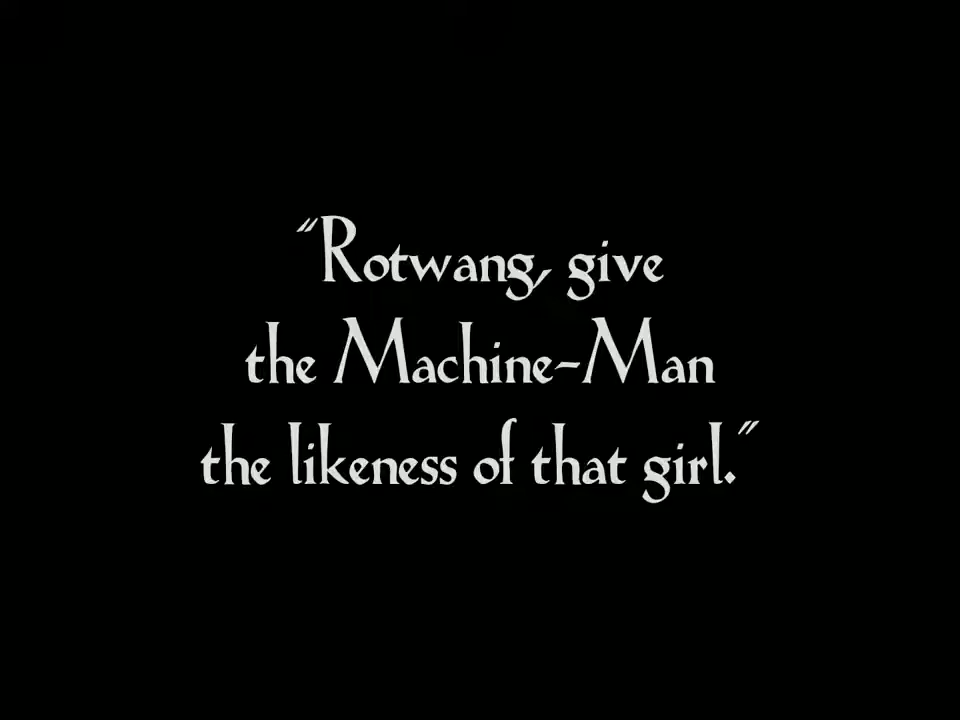 "Rotwang, give
the Machine-Man
the likeness of that girl."